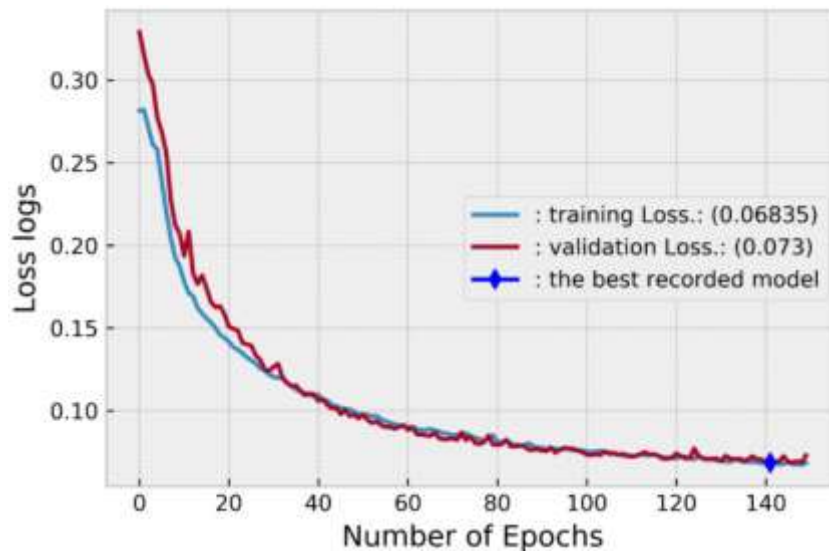 0.30
0.25
0.20
0.15
0.10
Loss logs
: training Loss.: (0.06835)
: validation Loss.: (0.073)
: the best recorded model
0 20 40 60 80 100 120 140
Number of Epochs